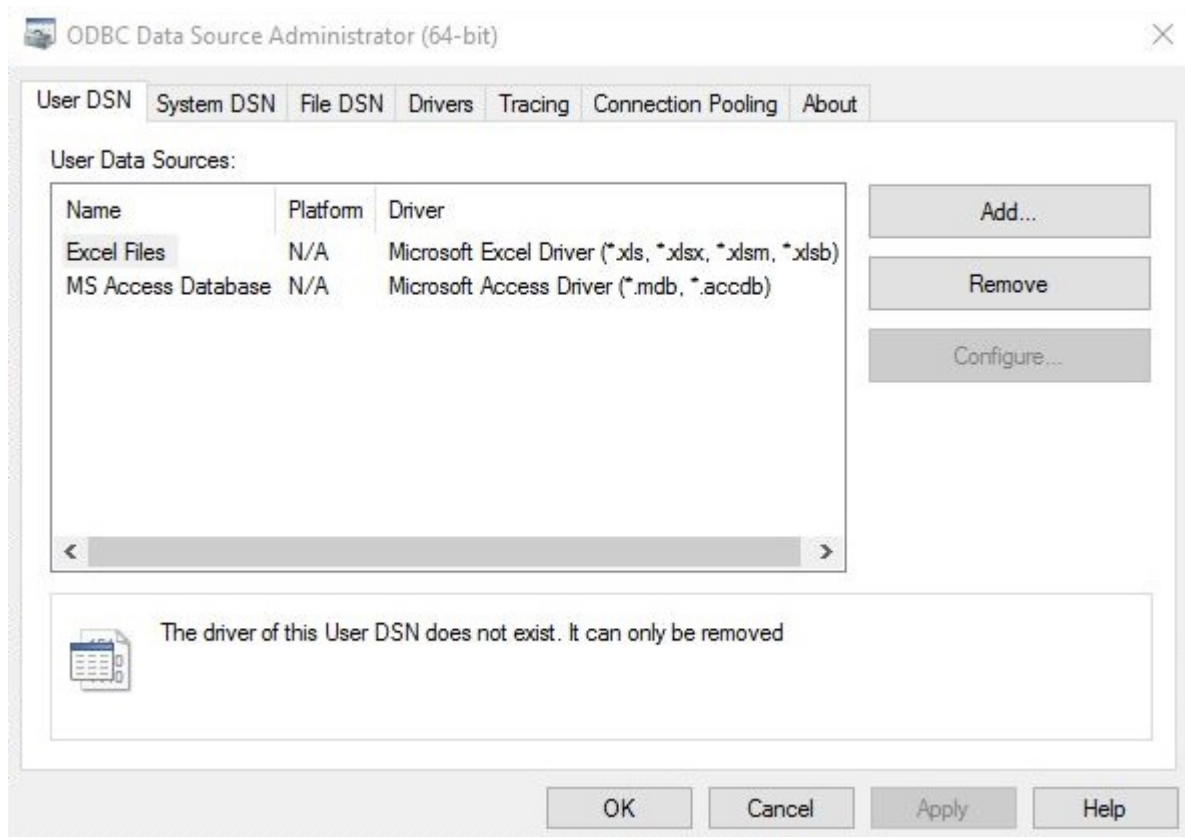 ODBC Data Source Administrator (64-bit)
User DSN System DSN File DSN Drivers Tracing Connection Pooling About
User Data Sources:
Name Platform Driver
Excel Files N/A Microsoft Excel Driver (*.xls, *.xlsx, *.xlsm, *.xlsb)
MS Access Database N/A Microsoft Access Driver (*.mdb, *.accdb)
Add...
Remove
Configure...
The driver of this User DSN does not exist. It can only be removed
OK Cancel Apply Help